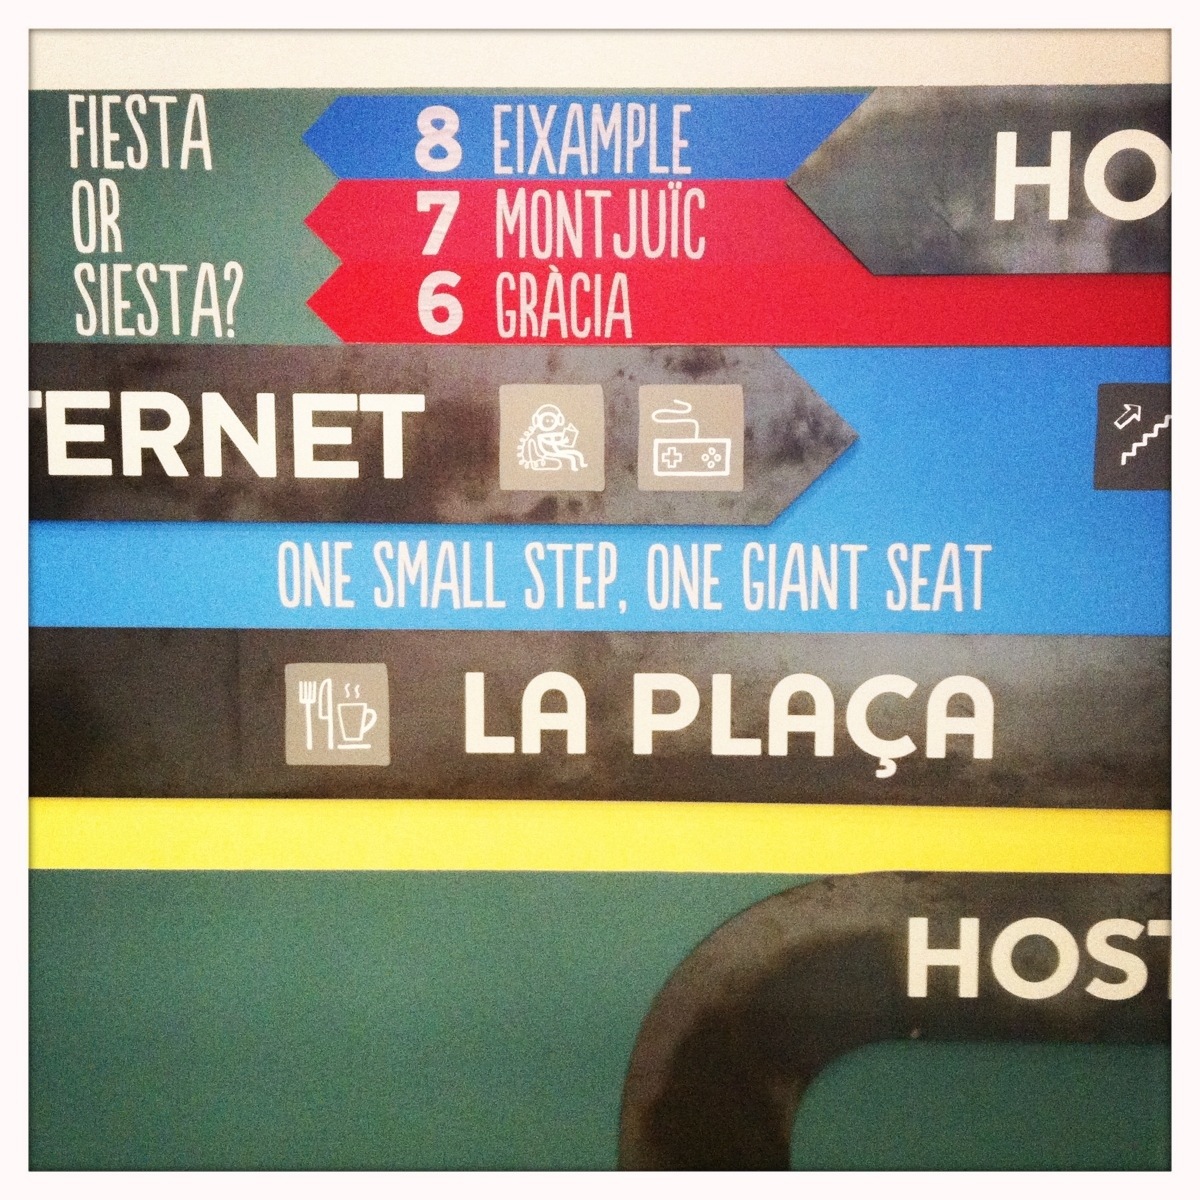 FIESTA
OR
SIESTA?
8 EIXAMPLE
7 MONTJUÏC
6 GRÀCIA
HO
TERNET
ONE SMALL STEP, ONE GIANT SEAT
LA PLAÇA
HOST